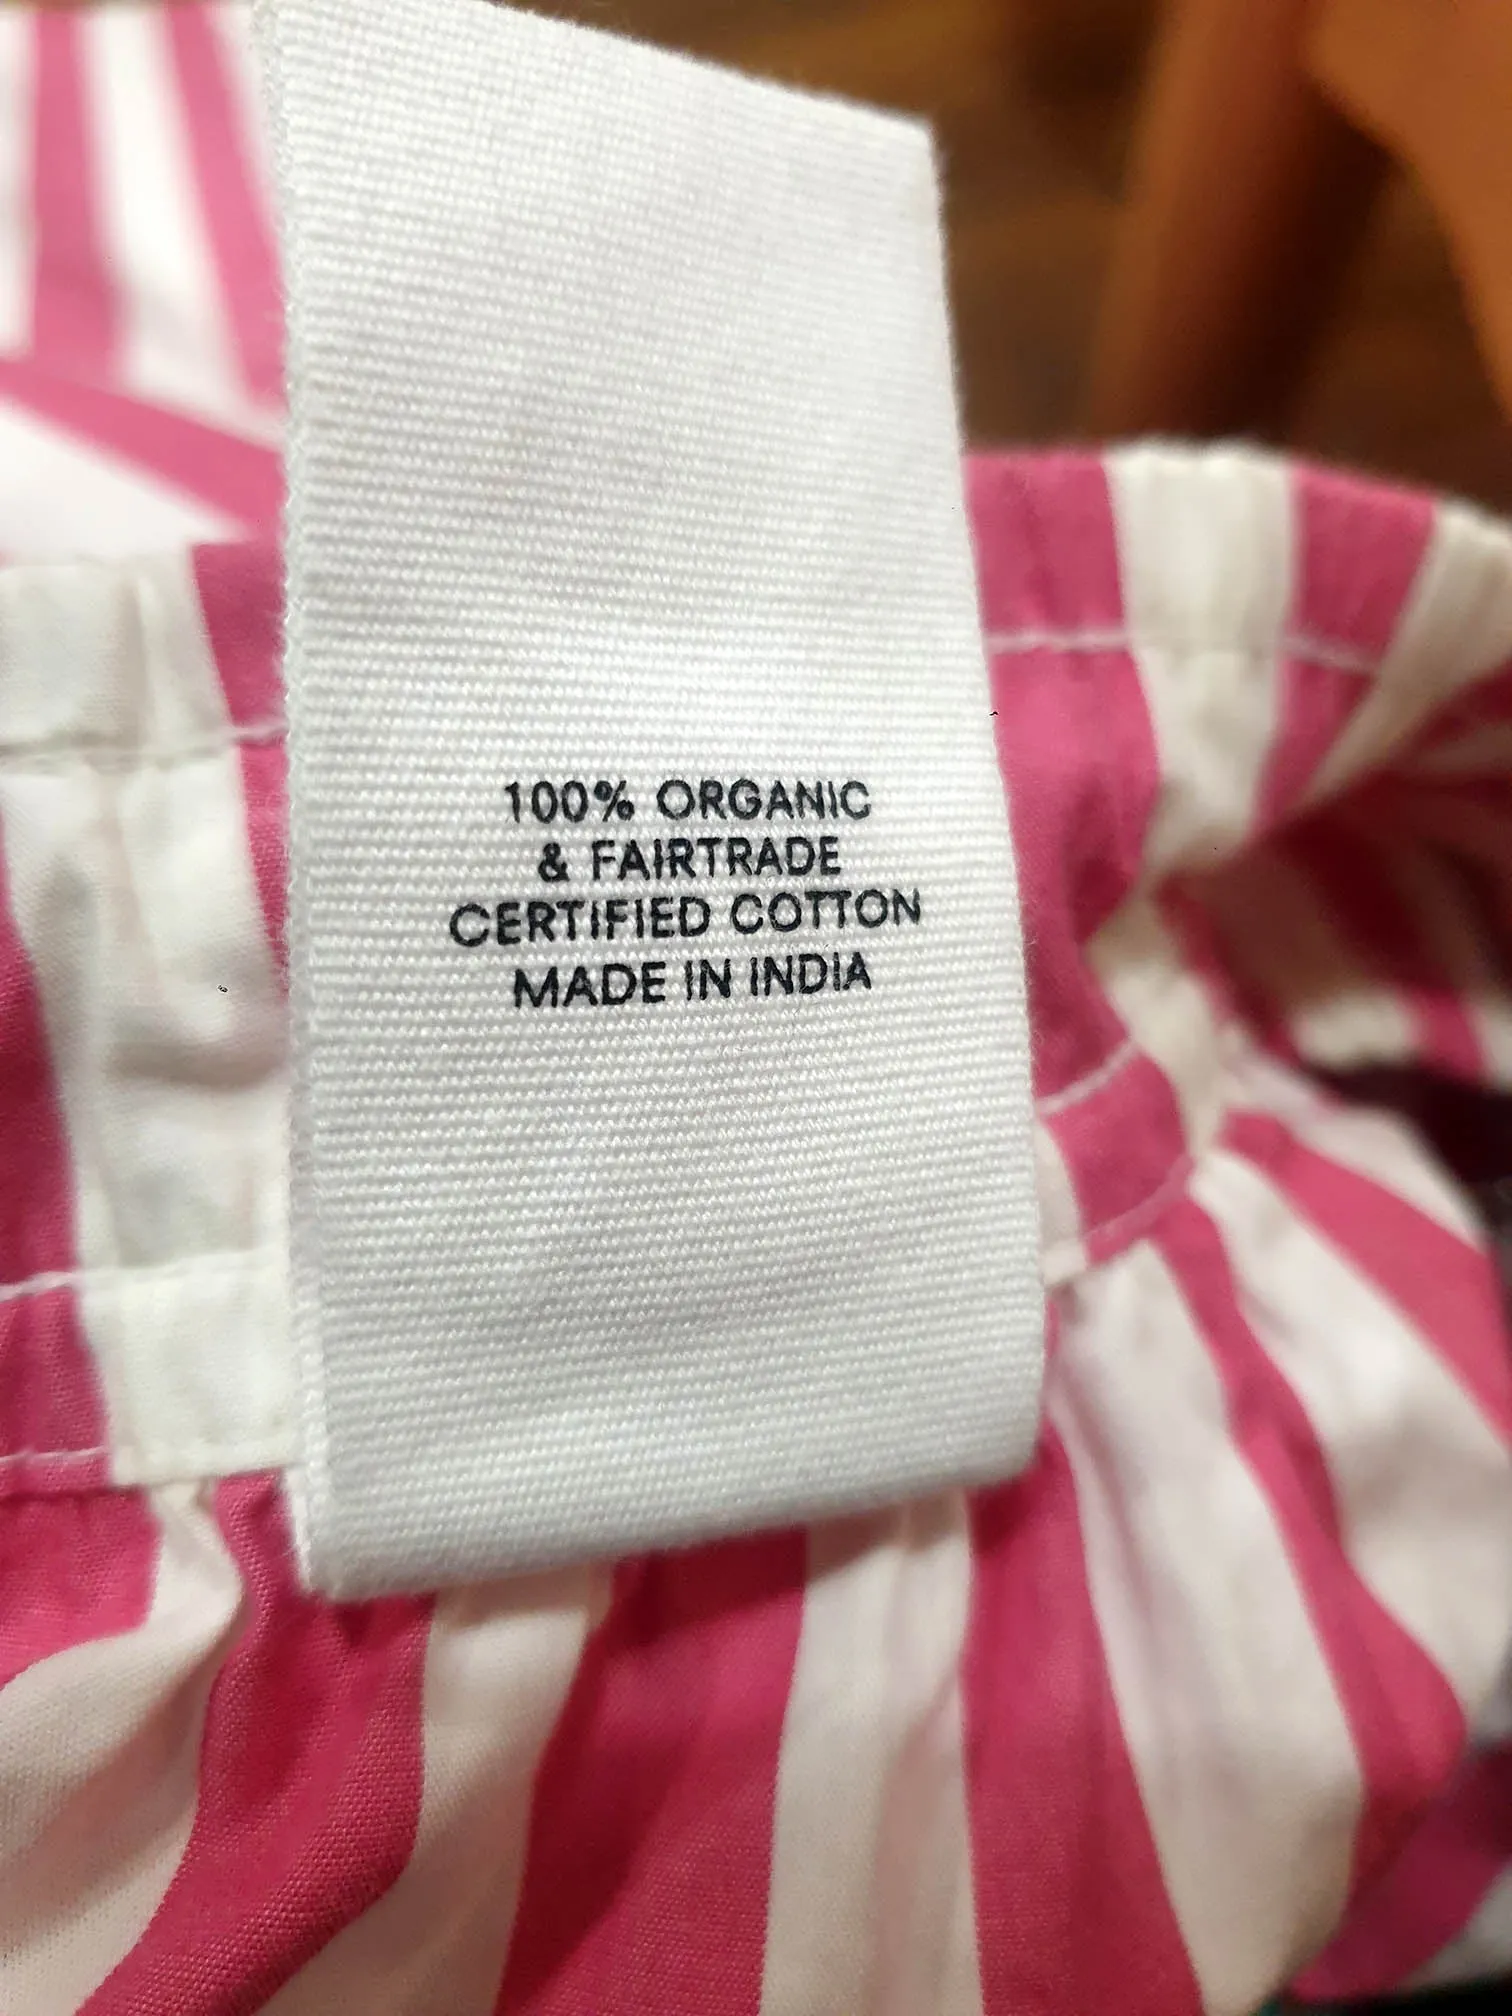 100% ORGANIC
& FAIRTRADE
CERTIFIED COTTON
MADE IN INDIA